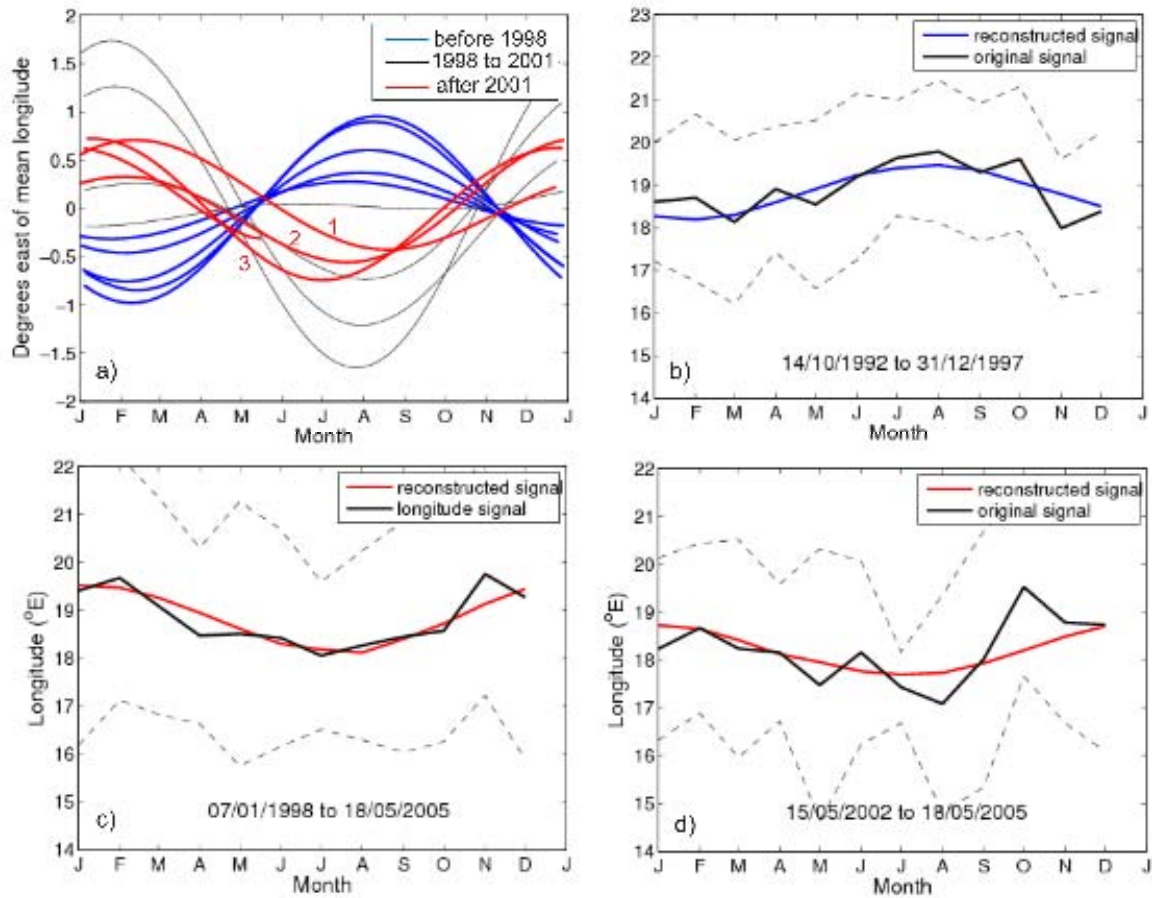 2
1.5
1
0.5
0
−0.5
−1
−1.5
−2
Degrees east of mean longitude
before 1998
1998 to 2001
after 2001
1
2
3
a)
J F M A M J J A S O N D J
Month
23
22
21
20
19
18
17
16
15
14
reconstructed signal
original signal
b)
14/10/1992 to 31/12/1997
J F M A M J J A S O N D J
Month
22
21
20
19
18
17
16
15
14
Longitude (°E)
reconstructed signal
longitude signal
07/01/1998 to 18/05/2005
c)
J F M A M J J A S O N D J
Month
22
21
20
19
18
17
16
15
14
Longitude (°E)
reconstructed signal
original signal
15/05/2002 to 18/05/2005
d)
J F M A M J J A S O N D J
Month